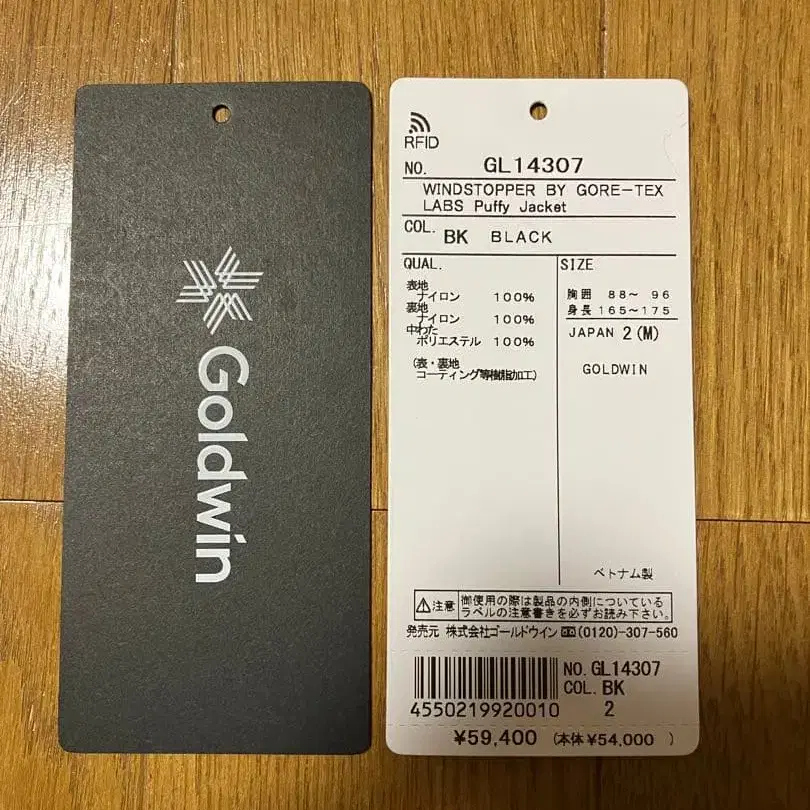 Goldwin
RFID
NO. GL14307
WINDSTOPPER BY GORE-TEX
LABS Puffy Jacket
COL. BK BLACK
QUAL.
表地
ナイロン 100%
裏地
ナイロン 100%
中わた
ポリエステル 100%
(表・裏地
コーティング等樹脂加工)
SIZE
胸囲 88~ 96
身長 165~175
JAPAN 2(M)
GOLDWIN
ベトナム製
注意 御使用の際は製品の内側についている
ラベルの注意書きを必ずお読み下さい。
発売元 株式会社ゴールドウイン (0120)-307-560
NO. GL14307
COL. BK
2
4550219920010
¥59,400 (本体 ¥54,000 )